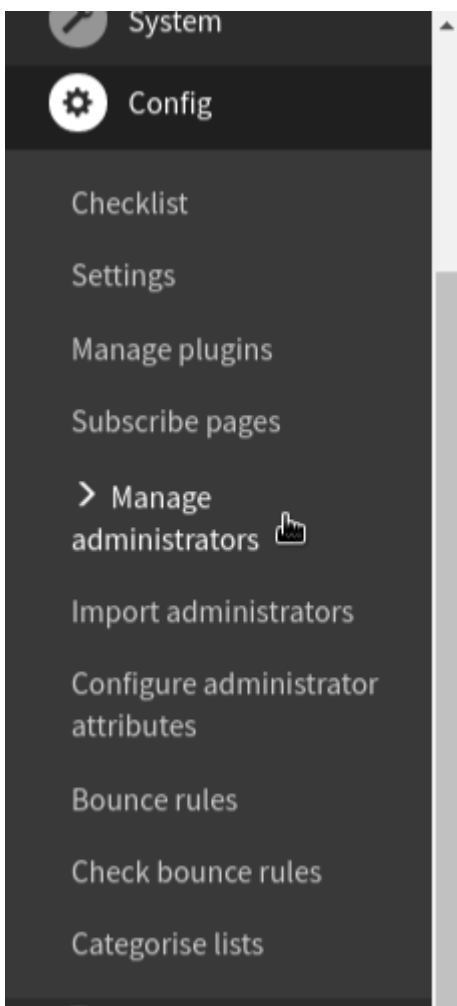 System
Config
Checklist
Settings
Manage plugins
Subscribe pages
Manage
administrators
Import administrators
Configure administrator
attributes
Bounce rules
Check bounce rules
Categorise lists